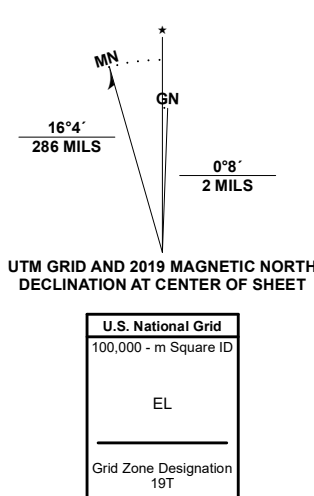 ★
MN
GN
16°4´
286 MILS
0°8´
2 MILS
UTM GRID AND 2019 MAGNETIC NORTH
DECLINATION AT CENTER OF SHEET
U.S. National Grid
100,000 - m Square ID
EL
Grid Zone Designation
19T